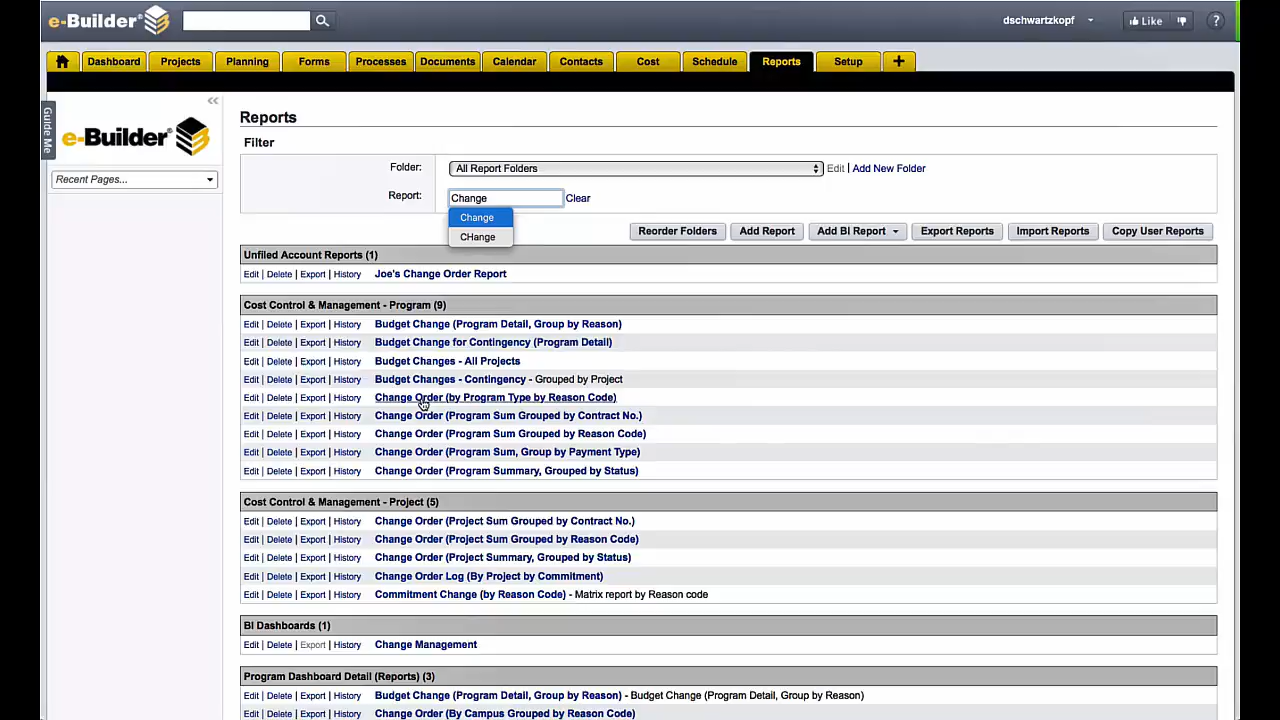 e-Builder
dschwartzkopf
Like
?
Dashboard Projects Planning Forms Processes Documents Calendar Contacts Cost Schedule Reports Setup +
Guide Me
e-Builder
Recent Pages...
Reports
Filter
Folder: All Report Folders Edit | Add New Folder
Report: Change Clear
Change
CHange
Reorder Folders Add Report Add BI Report Export Reports Import Reports Copy User Reports
Unfiled Account Reports (1)
Edit | Delete | Export | History Joe's Change Order Report
Cost Control & Management - Program (9)
Edit | Delete | Export | History Budget Change (Program Detail, Group by Reason)
Edit | Delete | Export | History Budget Change for Contingency (Program Detail)
Edit | Delete | Export | History Budget Changes - All Projects
Edit | Delete | Export | History Budget Changes - Contingency - Grouped by Project
Edit | Delete | Export | History Change Order (by Program Type by Reason Code)
Edit | Delete | Export | History Change Order (Program Sum Grouped by Contract No.)
Edit | Delete | Export | History Change Order (Program Sum Grouped by Reason Code)
Edit | Delete | Export | History Change Order (Program Sum, Group by Payment Type)
Edit | Delete | Export | History Change Order (Program Summary, Grouped by Status)
Cost Control & Management - Project (5)
Edit | Delete | Export | History Change Order (Project Sum Grouped by Contract No.)
Edit | Delete | Export | History Change Order (Project Sum Grouped by Reason Code)
Edit | Delete | Export | History Change Order (Project Summary, Grouped by Status)
Edit | Delete | Export | History Change Order Log (By Project by Commitment)
Edit | Delete | Export | History Commitment Change (by Reason Code) - Matrix report by Reason code
BI Dashboards (1)
Edit | Delete | Export | History Change Management
Program Dashboard Detail (Reports) (3)
Edit | Delete | Export | History Budget Change (Program Detail, Group by Reason) - Budget Change (Program Detail, Group by Reason)
Edit | Delete | Export | History Change Order (By Campus Grouped by Reason Code)